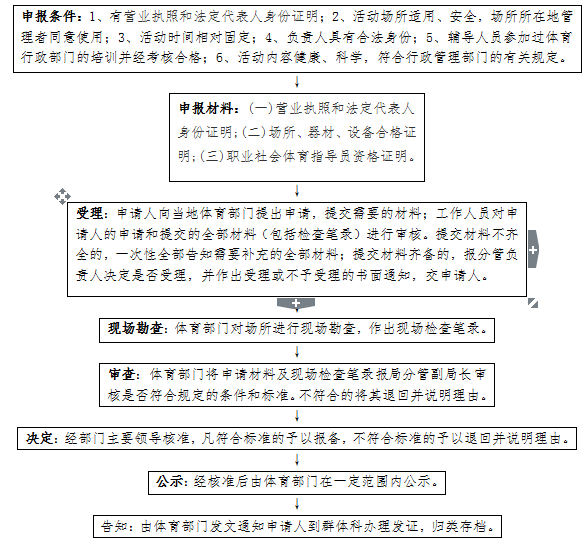 申报条件：1、有营业执照和法定代表人身份证明；2、活动场所适用、安全，场所所在地管
理者同意使用；3、活动时间相对固定；4、负责人具有合法身份；5、辅导人员参加过体育
行政部门的培训并经考核合格；6、活动内容健康、科学，符合行政管理部门的有关规定。
↓
申报材料：(一)营业执照和法定代表人
身份证明；(二)场所、器材、设备合格证
明；(三)职业社会体育指导员资格证明。
↓
受理：申请人向当地体育部门提出申请，提交需要的材料；工作人员对申
请人的申请和提交的全部材料（包括检查笔录）进行审核。提交材料不齐
全的，一次性全部告知需要补充的全部材料；提交材料齐备的，报分管负
责人决定是否受理，并作出受理或不予受理的书面通知，交申请人。
现场勘查：体育部门对场所进行现场勘查，作出现场检查笔录。
↓
审查：体育部门将申请材料及现场检查笔录报局分管副局长审
核是否符合规定的条件和标准。不符合的将其退回并说明理由。
↓
决定：经部门主要领导核准，凡符合标准的予以报备，不符合标准的予以退回并说明理由。
↓
公示：经核准后由体育部门在一定范围内公示。
↓
告知：由体育部门发文通知申请人到群体科办理发证，归类存档。